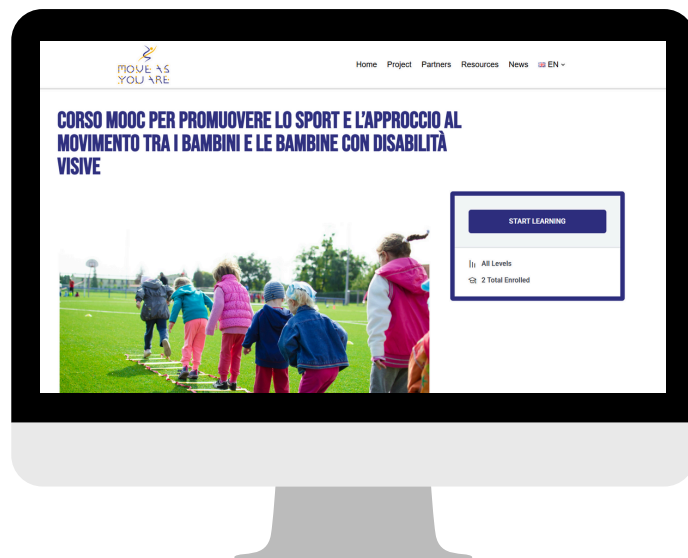 MOVE AS
YOU ARE
Home Project Partners Resources News EN
CORSO MOOC PER PROMUOVERE LO SPORT E L'APPROCCIO AL
MOVIMENTO TRA I BAMBINI E LE BAMBINE CON DISABILITÀ
VISIVE
START LEARNING
All Levels
2 Total Enrolled